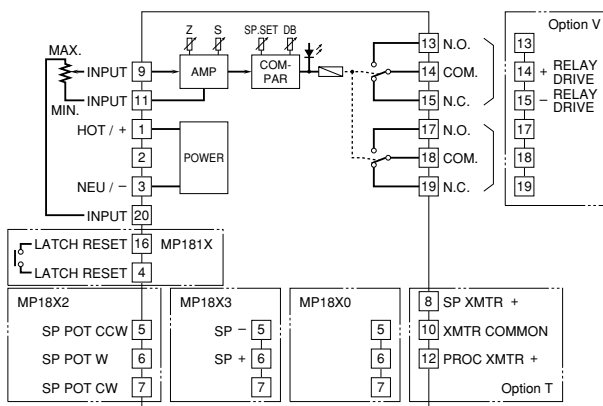 Option V
Z S SP.SET DB
MAX.
MIN.
INPUT 9
INPUT 11
AMP
COM-
PAR
13 N.O.
14 COM.
15 N.C.
13
14 + RELAY
DRIVE
15 − RELAY
DRIVE
17
18
19
HOT / + 1
2
NEU / − 3
POWER
17 N.O.
18 COM.
19 N.C.
INPUT 20
LATCH RESET 16 MP181X
LATCH RESET 4
MP18X2
SP POT CCW 5
SP POT W 6
SP POT CW 7
MP18X3
SP − 5
SP + 6
7
MP18X0
5
6
7
8 SP XMTR +
10 XMTR COMMON
12 PROC XMTR +
Option T